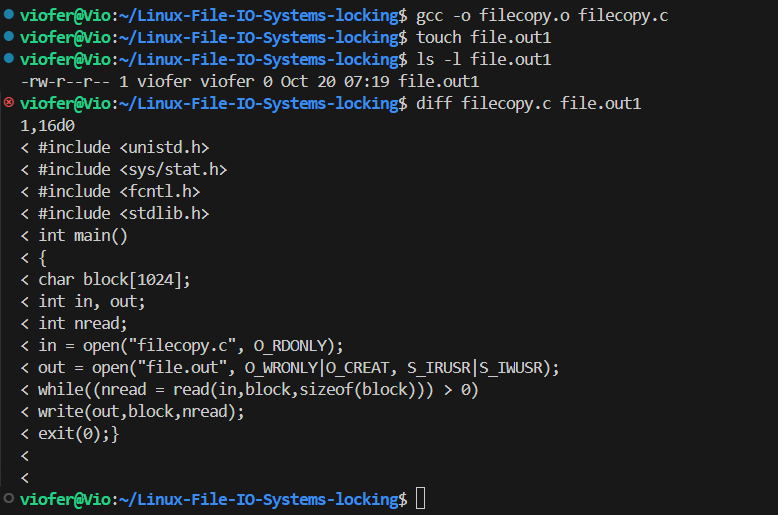 viofer@Vio:~/Linux-File-IO-Systems-locking$ gcc -o filecopy.o filecopy.c
viofer@Vio:~/Linux-File-IO-Systems-locking$ touch file.out1
viofer@Vio:~/Linux-File-IO-Systems-locking$ ls -l file.out1
-rw-r--r-- 1 viofer viofer 0 Oct 20 07:19 file.out1
viofer@Vio:~/Linux-File-IO-Systems-locking$ diff filecopy.c file.out1
1,16d0
< #include <unistd.h>
< #include <sys/stat.h>
< #include <fcntl.h>
< #include <stdlib.h>
< int main()
< {
< char block[1024];
< int in, out;
< int nread;
< in = open("filecopy.c", O_RDONLY);
< out = open("file.out", O_WRONLY|O_CREAT, S_IRUSR|S_IWUSR);
< while((nread = read(in,block,sizeof(block))) > 0)
< write(out,block,nread);
< exit(0);}
<
<
viofer@Vio:~/Linux-File-IO-Systems-locking$